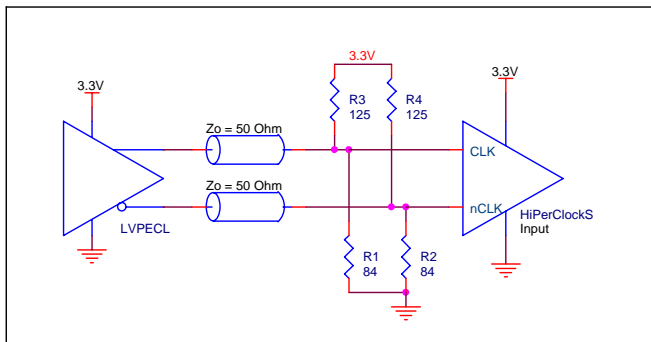 3.3V
3.3V
3.3V
R3
125
R4
125
Zo = 50 Ohm
CLK
Zo = 50 Ohm
nCLK
LVPECL
HiPerClockS
Input
R1
84
R2
84